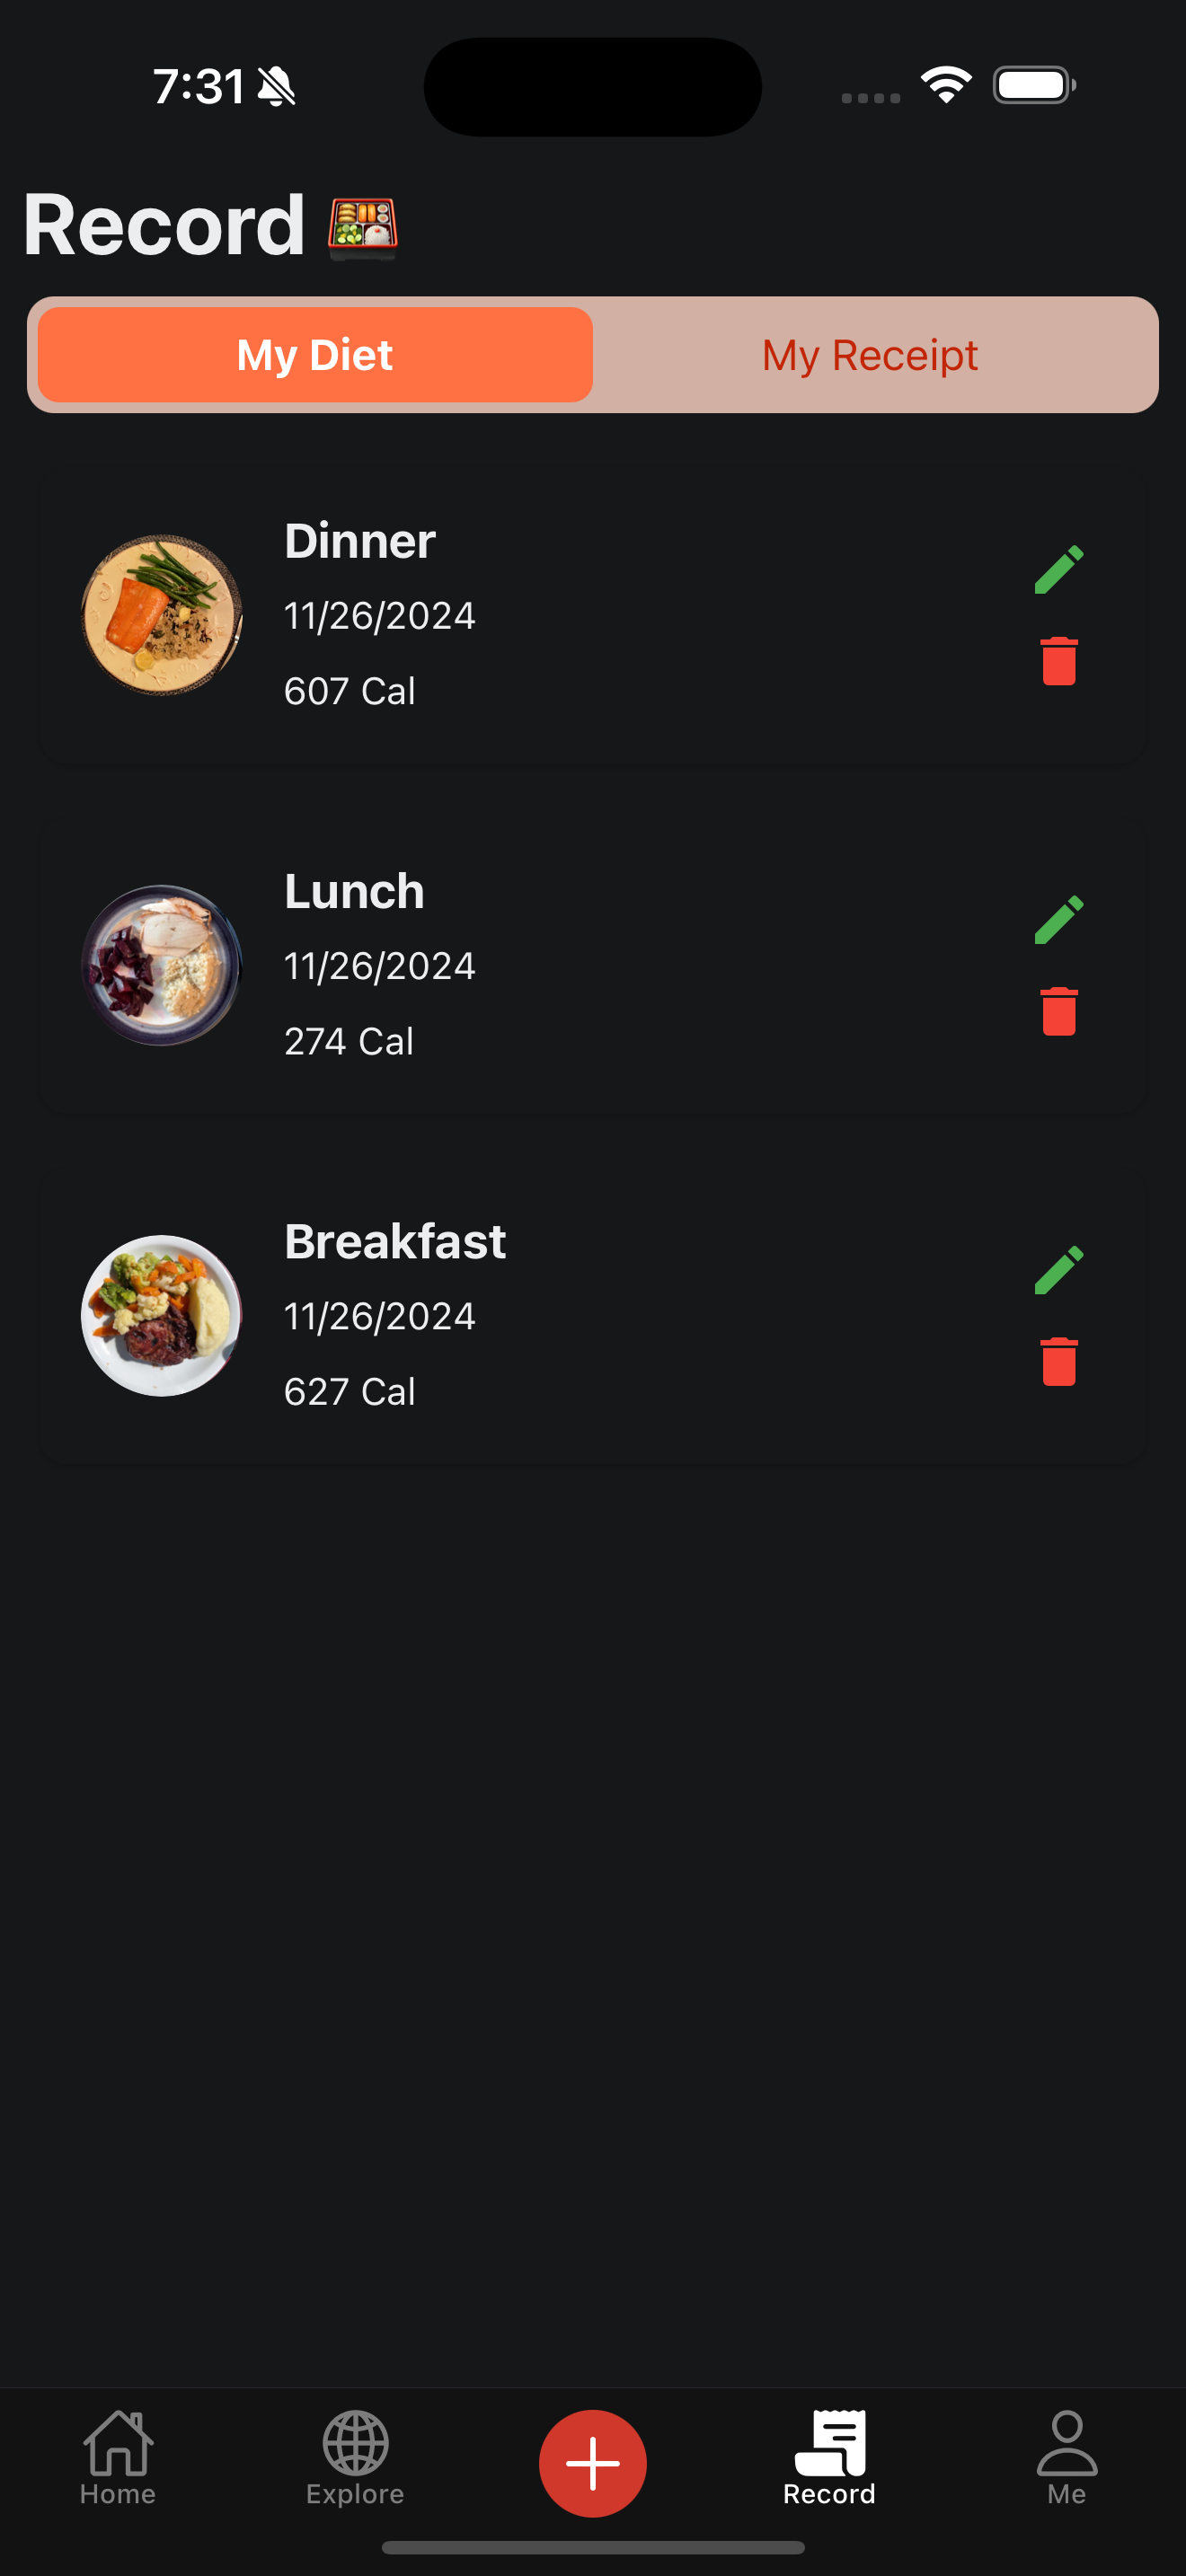 7:31
Record
My Diet
My Receipt
Dinner
11/26/2024
607 Cal
Lunch
11/26/2024
274 Cal
Breakfast
11/26/2024
627 Cal
Home
Explore
Record
Me